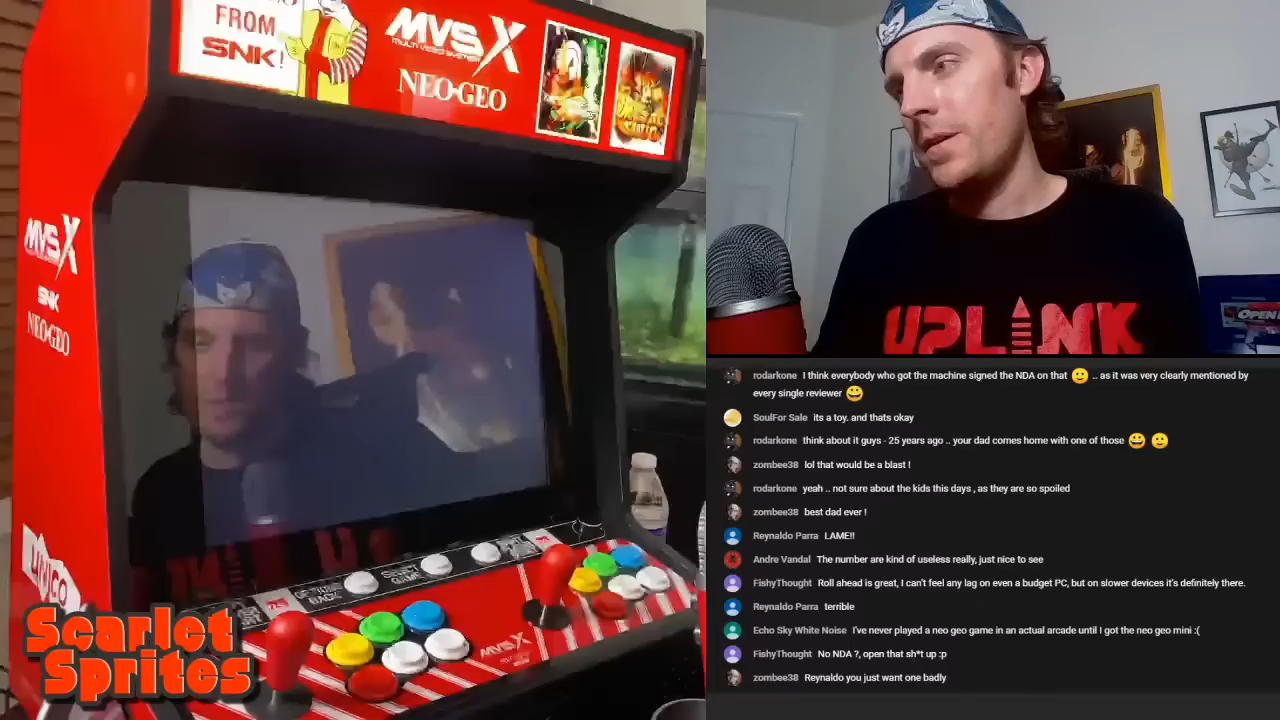 FROM
SNK!
MVSX
MULTI VIDEO SYSTEM
NEO·GEO
MVSX
SNK
NEO·GEO
UNICO
SELECT GAME
MVSX
Scarlet
Sprites
UPLINK
OPEN
rodarkone I think everybody who got the machine signed the NDA on that 🙂 .. as it was very clearly mentioned by
every single reviewer 😀
SoulFor Sale its a toy. and thats okay
rodarkone think about it guys - 25 years ago .. your dad comes home with one of those 😀 🙂
zombee38 lol that would be a blast !
rodarkone yeah .. not sure about the kids this days , as they are so spoiled
zombee38 best dad ever !
Reynaldo Parra LAME!!
Andre Vandal The number are kind of useless really, just nice to see
FishyThought Roll ahead is great, I can't feel any lag on even a budget PC, but on slower devices it's definitely there.
Reynaldo Parra terrible
Echo Sky White Noise I've never played a neo geo game in an actual arcade until I got the neo geo mini :(
FishyThought No NDA ?, open that sh*t up :p
zombee38 Reynaldo you just want one badly